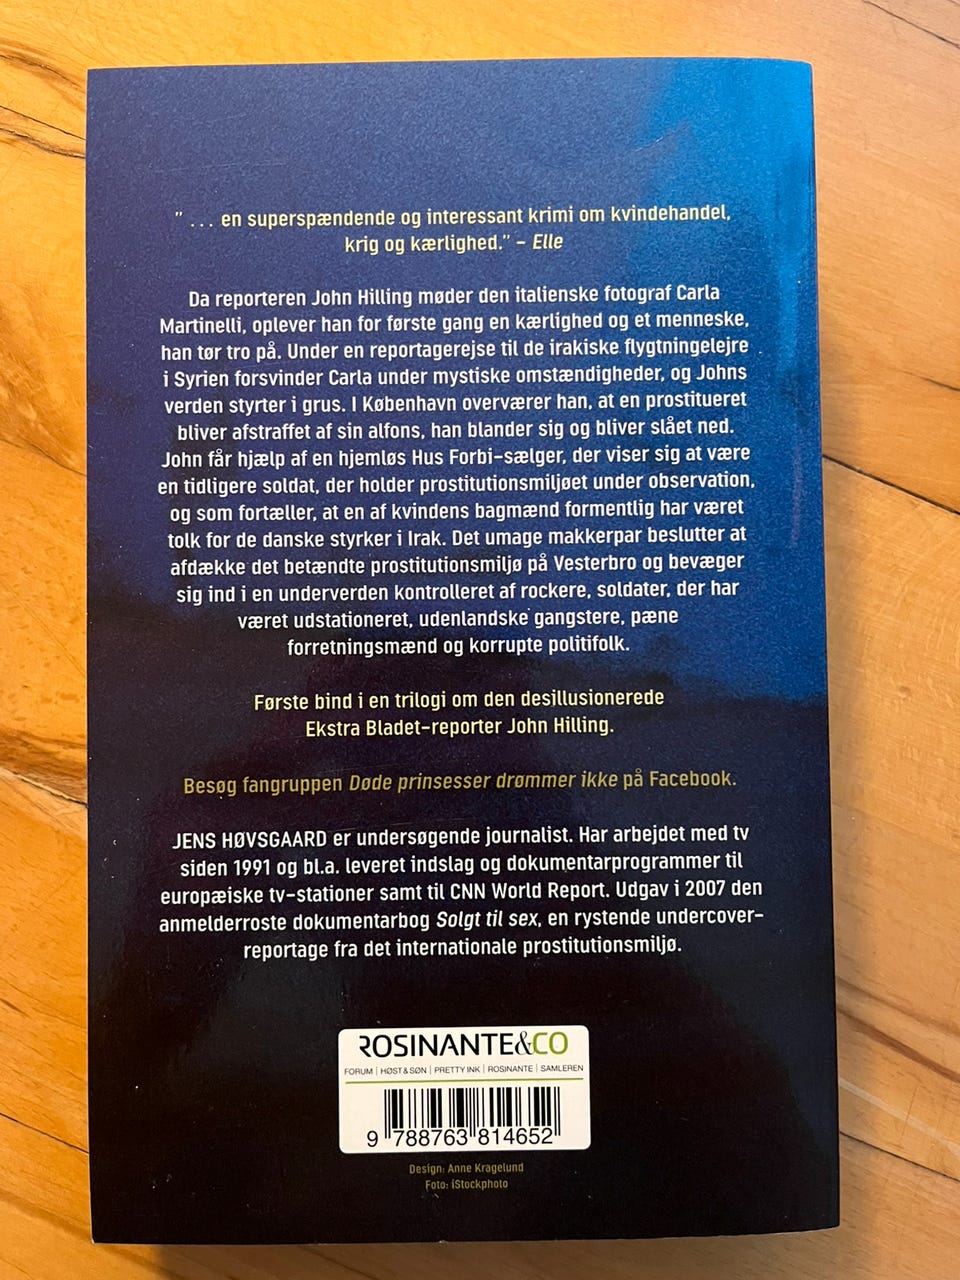 " ... en superspændende og interessant krimi om kvindehandel,
krig og kærlighed." – Elle
Da reporteren John Hilling møder den italienske fotograf Carla
Martinelli, oplever han for første gang en kærlighed og et menneske,
han tør tro på. Under en reportagerejse til de irakiske flygtningelejre
i Syrien forsvinder Carla under mystiske omstændigheder, og Johns
verden styrter i grus. I København overværer han, at en prostitueret
bliver afstraffet af sin alfons, han blander sig og bliver slået ned.
John får hjælp af en hjemløs Hus Forbi-sælger, der viser sig at være
en tidligere soldat, der holder prostitutionsmiljøet under observation,
og som fortæller, at en af kvindens bagmænd formentlig har været
tolk for de danske styrker i Irak. Det umage makkerpar beslutter at
afdække det betændte prostitutionsmiljø på Vesterbro og bevæger
sig ind i en underverden kontrolleret af rockere, soldater, der har
været udstationeret, udenlandske gangstere, pæne
forretningsmænd og korrupte politifolk.
Første bind i en trilogi om den desillusionerede
Ekstra Bladet-reporter John Hilling.
Besøg fangruppen Døde prinsesser drømmer ikke på Facebook.
JENS HØVSGAARD er undersøgende journalist. Har arbejdet med tv
siden 1991 og bl.a. leveret indslag og dokumentarprogrammer til
europæiske tv-stationer samt til CNN World Report. Udgav i 2007 den
anmelderroste dokumentarbog Solgt til sex, en rystende undercover-
reportage fra det internationale prostitutionsmiljø.
ROSINANTE&CO
FORUM | HØST & SØN | PRETTY INK | ROSINANTE | SAMLEREN
9 788763 814652
Design: Anne Kragelund
Foto: iStockphoto